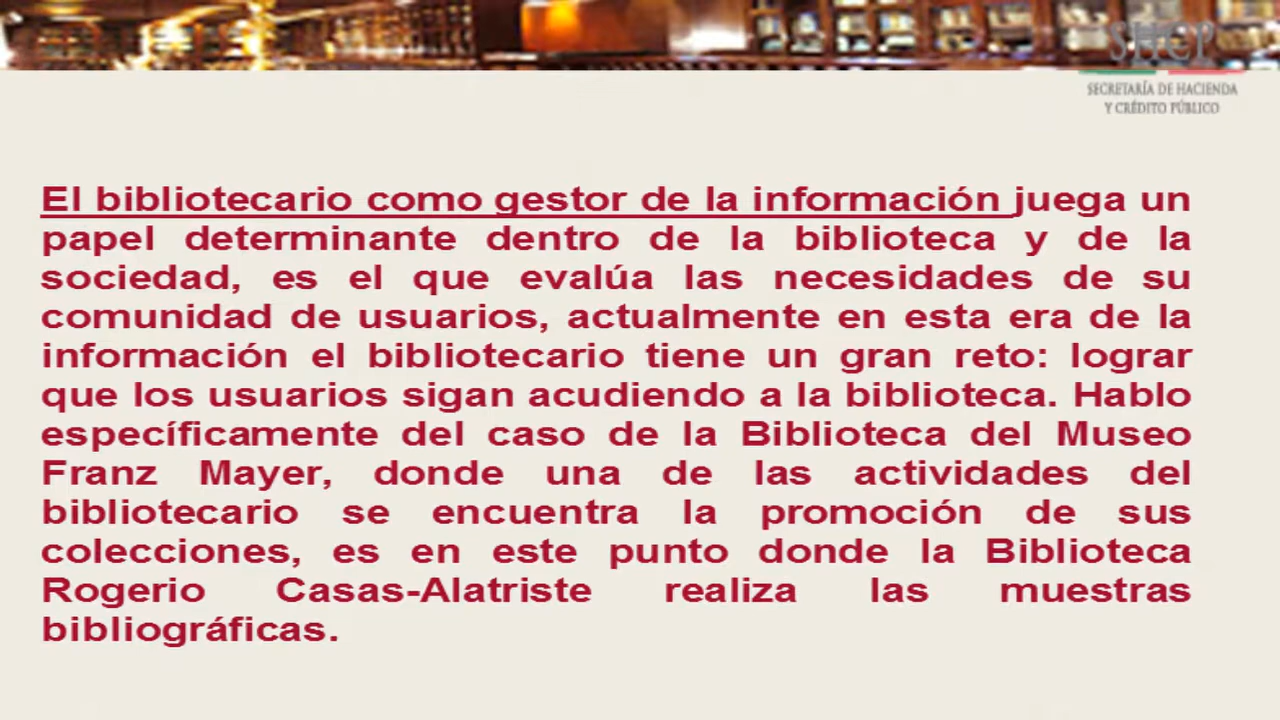 SHCP
SECRETARÍA DE HACIENDA
Y CRÉDITO PÚBLICO
El bibliotecario como gestor de la información juega un
papel determinante dentro de la biblioteca y de la
sociedad, es el que evalúa las necesidades de su
comunidad de usuarios, actualmente en esta era de la
información el bibliotecario tiene un gran reto: lograr
que los usuarios sigan acudiendo a la biblioteca. Hablo
específicamente del caso de la Biblioteca del Museo
Franz Mayer, donde una de las actividades del
bibliotecario se encuentra la promoción de sus
colecciones, es en este punto donde la Biblioteca
Rogerio Casas-Alatriste realiza las muestras
bibliográficas.